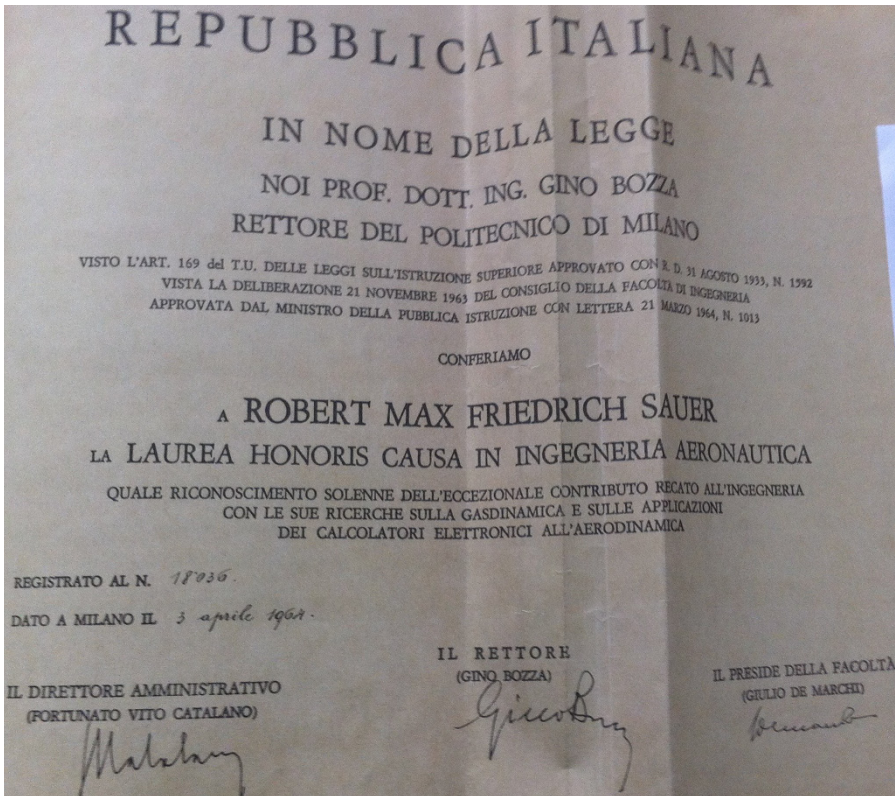 REPUBBLICA ITALIANA
IN NOME DELLA LEGGE
NOI PROF. DOTT. ING. GINO BOZZA
RETTORE DEL POLITECNICO DI MILANO
VISTO L'ART. 169 del T.U. DELLE LEGGI SULL'ISTRUZIONE SUPERIORE APPROVATO CON R. D. 31 AGOSTO 1933, N. 1592
VISTA LA DELIBERAZIONE 21 NOVEMBRE 1963 DEL CONSIGLIO DELLA FACOLTÀ DI INGEGNERIA
APPROVATA DAL MINISTRO DELLA PUBBLICA ISTRUZIONE CON LETTERA 21 MARZO 1964, N. 1013
CONFERIAMO
A ROBERT MAX FRIEDRICH SAUER
LA LAUREA HONORIS CAUSA IN INGEGNERIA AERONAUTICA
QUALE RICONOSCIMENTO SOLENNE DELL'ECCEZIONALE CONTRIBUTO RECATO ALL'INGEGNERIA
CON LE SUE RICERCHE SULLA GASDINAMICA E SULLE APPLICAZIONI
DEI CALCOLATORI ELETTRONICI ALL'AERODINAMICA
REGISTRATO AL N. 18036.
DATO A MILANO IL 3 aprile 1964.
IL RETTORE
(GINO BOZZA)
IL DIRETTORE AMMINISTRATIVO
(FORTUNATO VITO CATALANO)
IL PRESIDE DELLA FACOLTÀ
(GIULIO DE MARCHI)